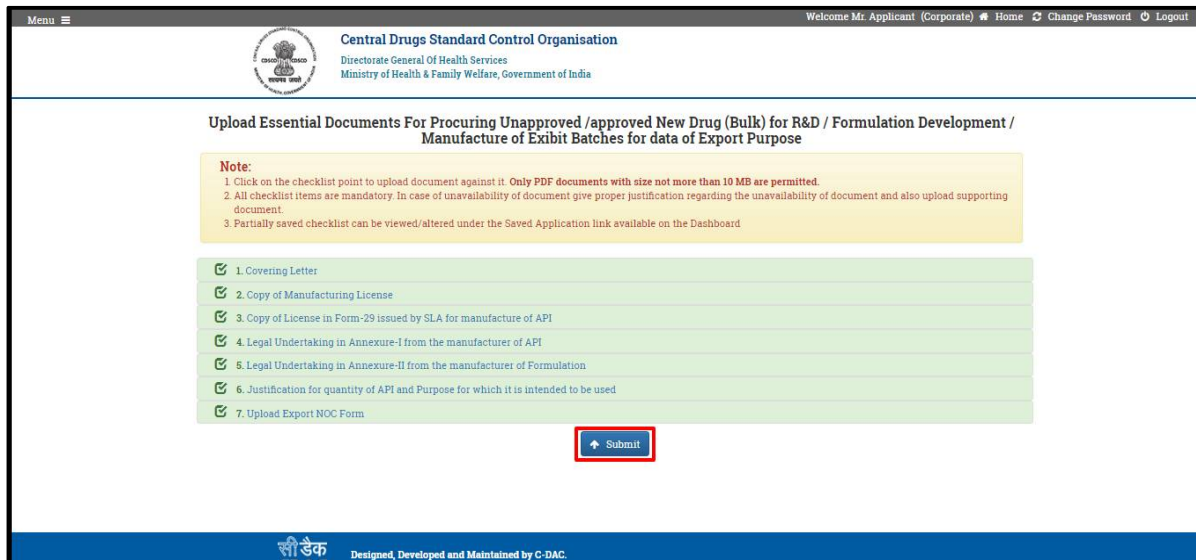 Menu
Welcome Mr. Applicant (Corporate) Home Change Password Logout
CDSCO CDSCO
Central Drugs Standard Control Organisation
Directorate General Of Health Services
Ministry of Health & Family Welfare, Government of India
Upload Essential Documents For Procuring Unapproved /approved New Drug (Bulk) for R&D / Formulation Development /
Manufacture of Exibit Batches for data of Export Purpose
Note:
1. Click on the checklist point to upload document against it. Only PDF documents with size not more than 10 MB are permitted.
2. All checklist items are mandatory. In case of unavailability of document give proper justification regarding the unavailability of document and also upload supporting
document.
3. Partially saved checklist can be viewed/altered under the Saved Application link available on the Dashboard
1. Covering Letter
2. Copy of Manufacturing License
3. Copy of License in Form-29 issued by SLA for manufacture of API
4. Legal Undertaking in Annexure-I from the manufacturer of API
5. Legal Undertaking in Annexure-II from the manufacturer of Formulation
6. Justification for quantity of API and Purpose for which it is intended to be used
7. Upload Export NOC Form
Submit
सी डैक
Designed, Developed and Maintained by C-DAC.